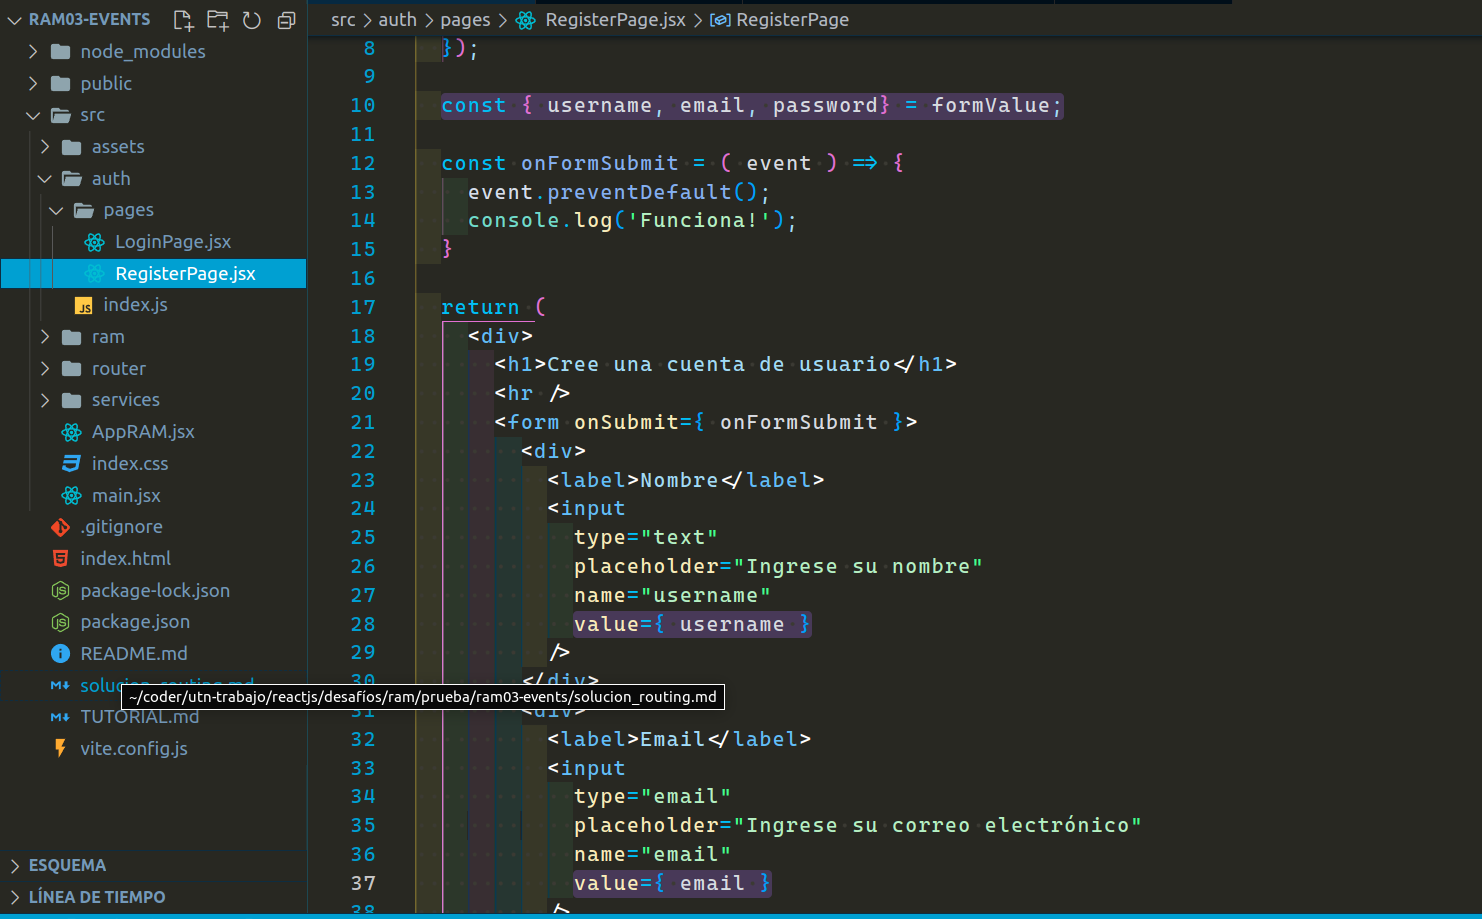 RAM03-EVENTS
node_modules
public
src
assets
auth
pages
LoginPage.jsx
RegisterPage.jsx
index.js
ram
router
services
AppRAM.jsx
index.css
main.jsx
.gitignore
index.html
package-lock.json
package.json
README.md
solucion_routing.md
~/coder/utn-trabajo/reactjs/desafíos/ram/prueba/ram03-events/solucion_routing.md
TUTORIAL.md
vite.config.js
ESQUEMA
LÍNEA DE TIEMPO
src > auth > pages > RegisterPage.jsx > RegisterPage
8 });
9
10 const { username, email, password} = formValue;
11
12 const onFormSubmit = ( event ) => {
13 event.preventDefault();
14 console.log('Funciona!');
15 }
16
17 return (
18 <div>
19 <h1>Cree una cuenta de usuario</h1>
20 <hr />
21 <form onSubmit={ onFormSubmit }>
22 <div>
23 <label>Nombre</label>
24 <input
25 type="text"
26 placeholder="Ingrese su nombre"
27 name="username"
28 value={ username }
29 />
30 </div>
31 <div>
32 <label>Email</label>
33 <input
34 type="email"
35 placeholder="Ingrese su correo electrónico"
36 name="email"
37 value={ email }
38 />